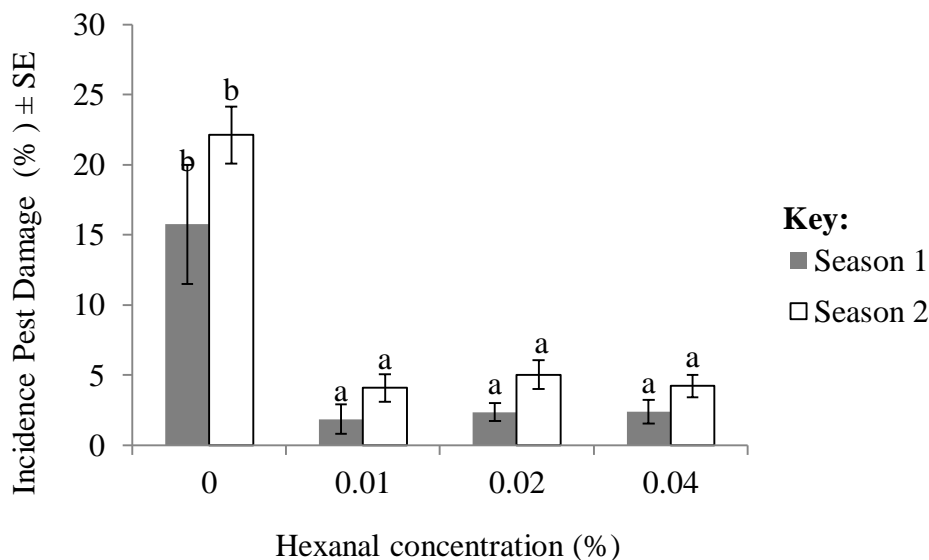 Incidence Pest Damage (% ) ± SE
30
25
20
15
10
5
0
b
b
a
a
a
a
a
a
0
0.01
0.02
0.04
Hexanal concentration (%)
Key:
Season 1
Season 2